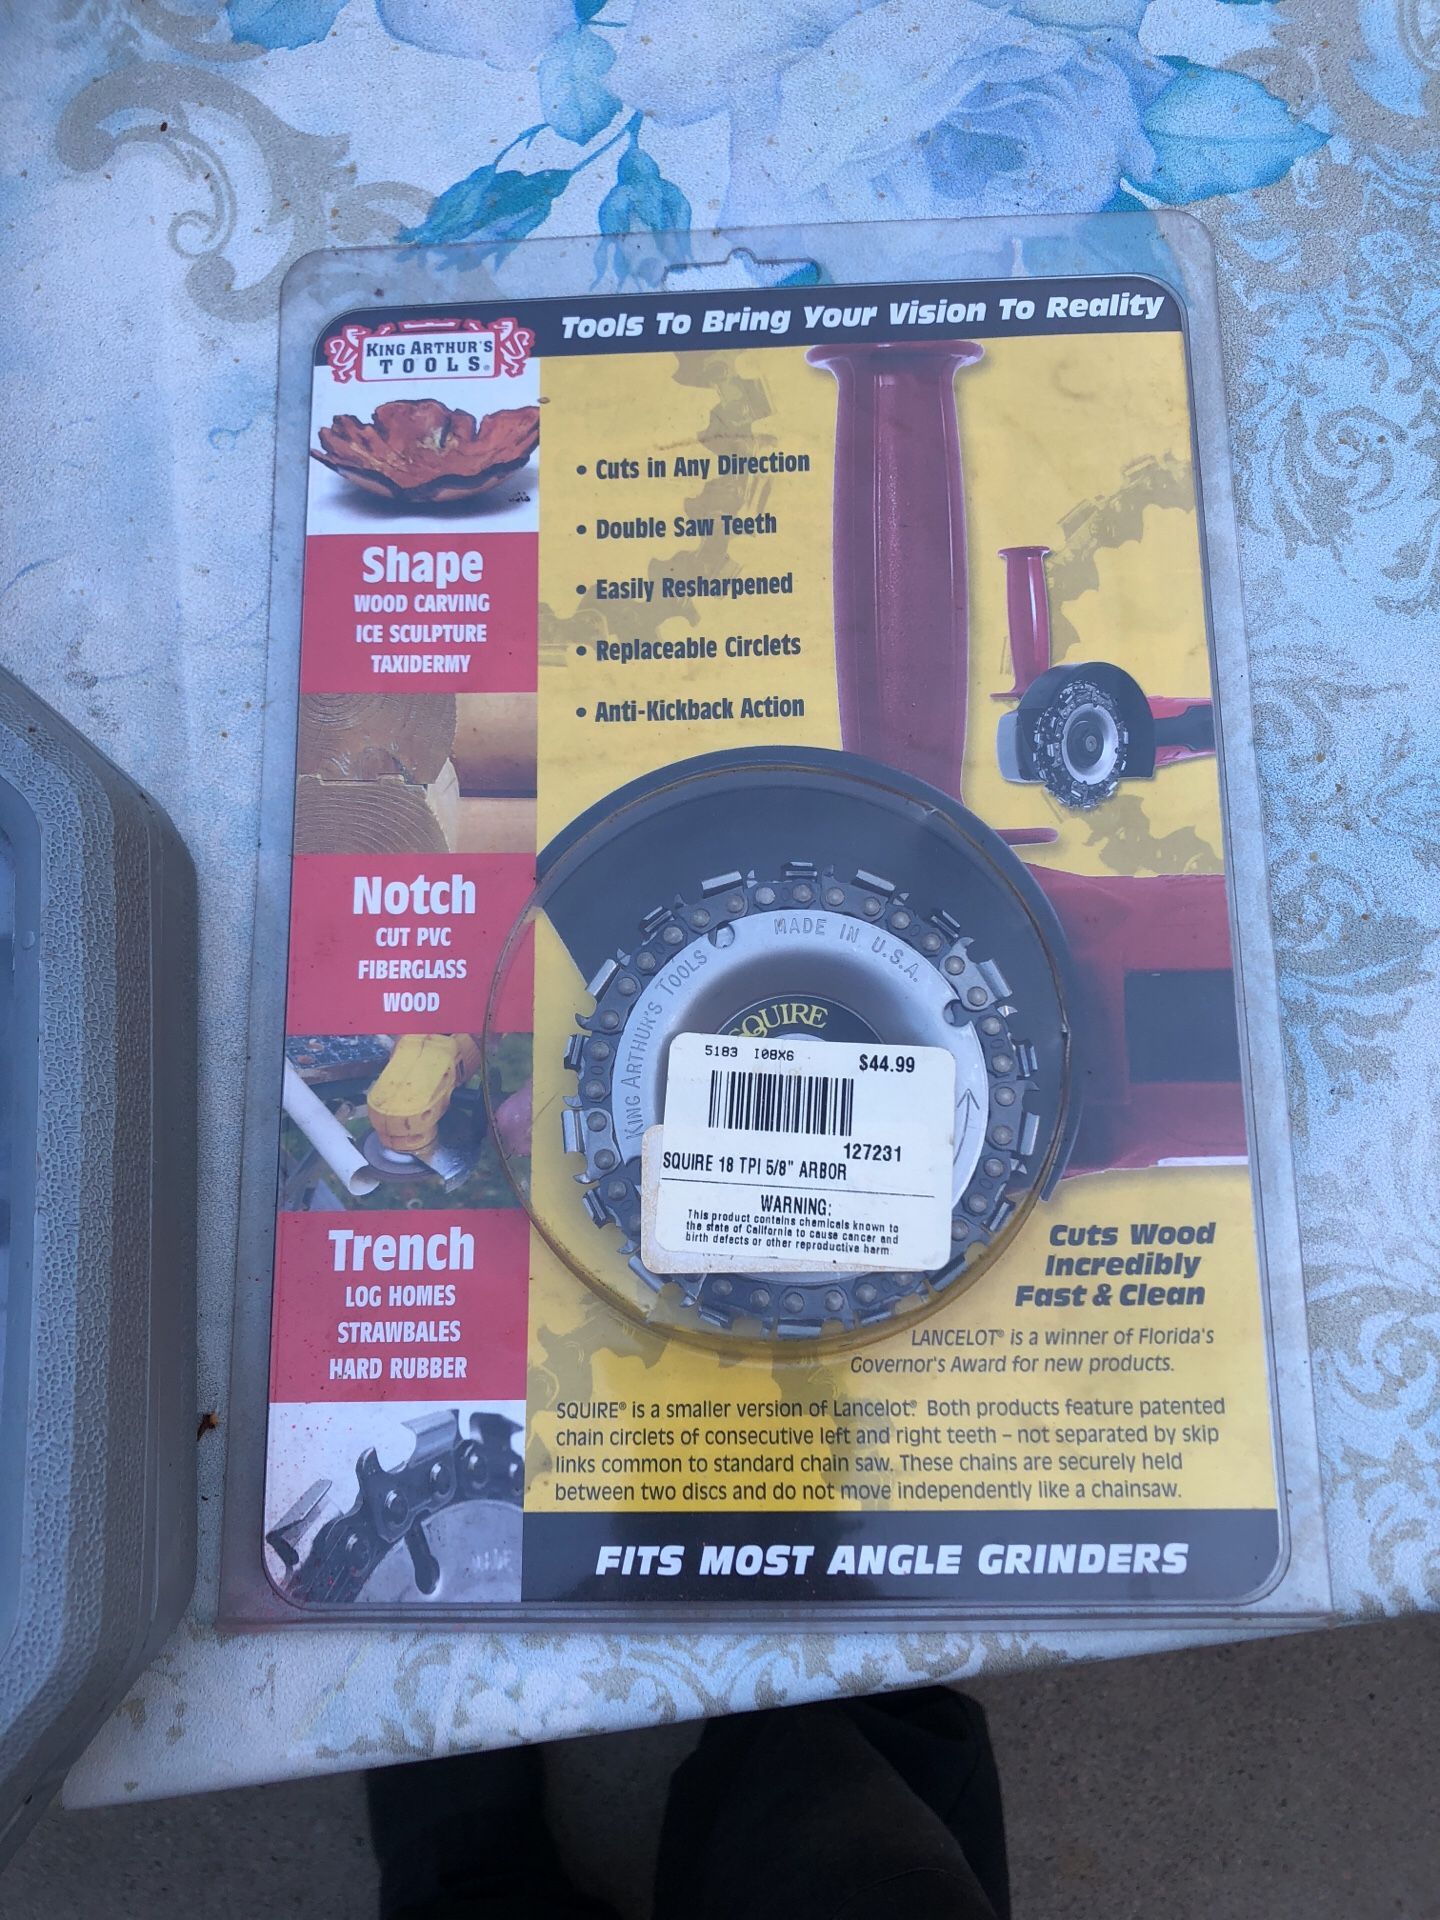 KING ARTHUR'S
TOOLS®
Tools To Bring Your Vision To Reality
• Cuts in Any Direction
• Double Saw Teeth
• Easily Resharpened
• Replaceable Circlets
• Anti-Kickback Action
Shape
WOOD CARVING
ICE SCULPTURE
TAXIDERMY
Notch
CUT PVC
FIBERGLASS
WOOD
Trench
LOG HOMES
STRAWBALES
HARD RUBBER
KING ARTHUR'S TOOLS
MADE IN U.S.A.
SQUIRE
5183 I08X6 $44.99
127231
SQUIRE 18 TPI 5/8" ARBOR
WARNING:
This product contains chemicals known to
the state of California to cause cancer and
birth defects or other reproductive harm
Cuts Wood
Incredibly
Fast & Clean
LANCELOT® is a winner of Florida's
Governor's Award for new products.
SQUIRE® is a smaller version of Lancelot®. Both products feature patented
chain circlets of consecutive left and right teeth – not separated by skip
links common to standard chain saw. These chains are securely held
between two discs and do not move independently like a chainsaw.
FITS MOST ANGLE GRINDERS